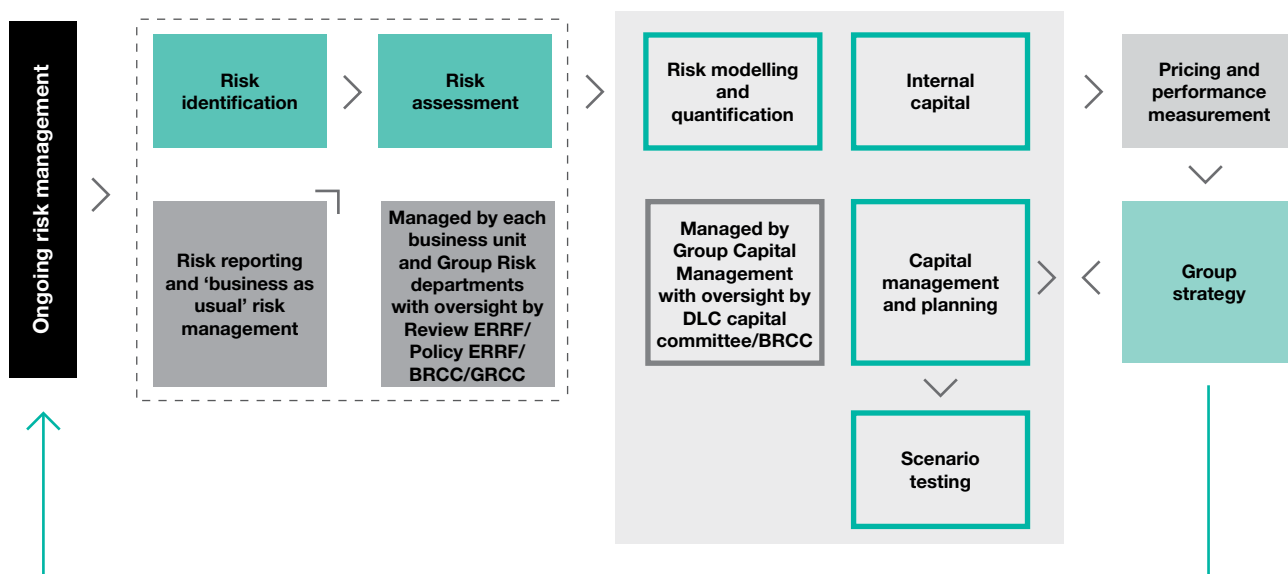 Ongoing risk management
Risk
identification
Risk
assessment
Risk modelling
and
quantification
Internal
capital
Pricing and
performance
measurement
Risk reporting
and ‘business as
usual’ risk
management
Managed by each
business unit
and Group Risk
departments
with oversight by
Review ERRF/
Policy ERRF/
BRCC/GRCC
Managed by
Group Capital
Management
with oversight by
DLC capital
committee/BRCC
Capital
management
and planning
Group
strategy
Scenario
testing